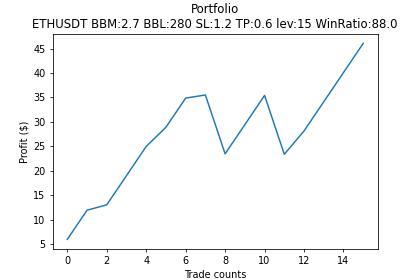 Portfolio
ETHUSDT BBM:2.7 BBL:280 SL:1.2 TP:0.6 lev:15 WinRatio:88.0
45
40
35
30
25
20
15
10
5
Profit ($)
0 2 4 6 8 10 12 14
Trade counts